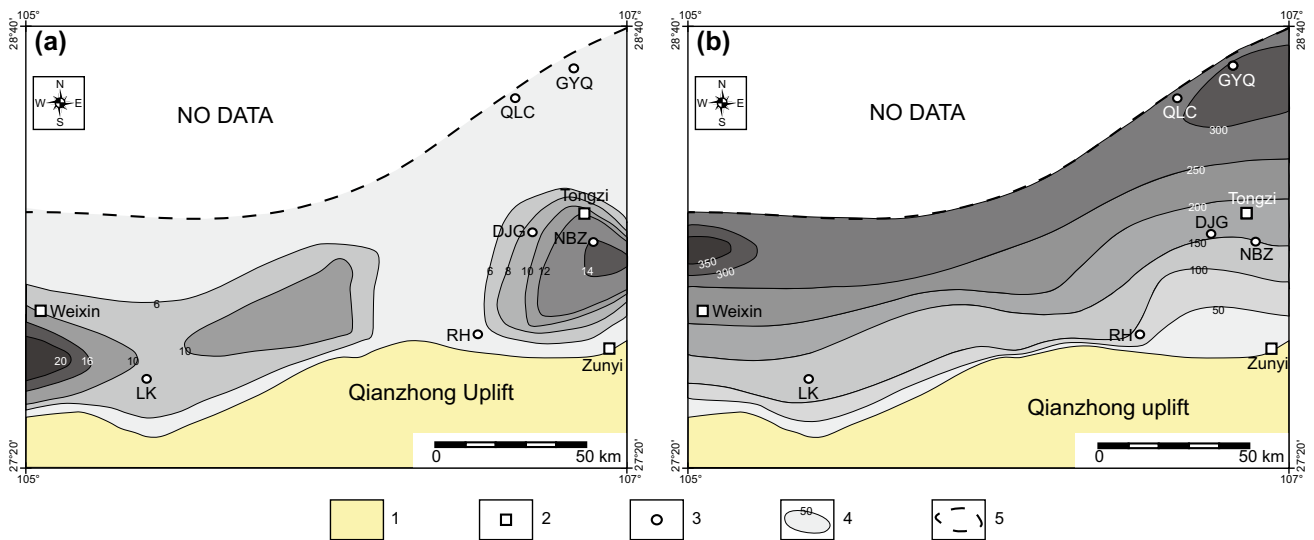 105°
107°
28°40'
28°40'
(a)
N
W E
S
NO DATA
GYQ
QLC
Tongzi
DJG
NBZ
6 8 10 12 14
6
Weixin
10
20 16 10
RH
LK
Zunyi
Qianzhong Uplift
0 50 km
27°20'
27°20'
105°
107°
105°
107°
28°40'
(b)
N
W E
S
NO DATA
GYQ
QLC
300
250
Tongzi
200
DJG
150
NBZ
100
350
300
50
Weixin
RH
LK
Zunyi
Qianzhong uplift
0 50 km
27°20'
105°
107°
1
2
3
50
4
5